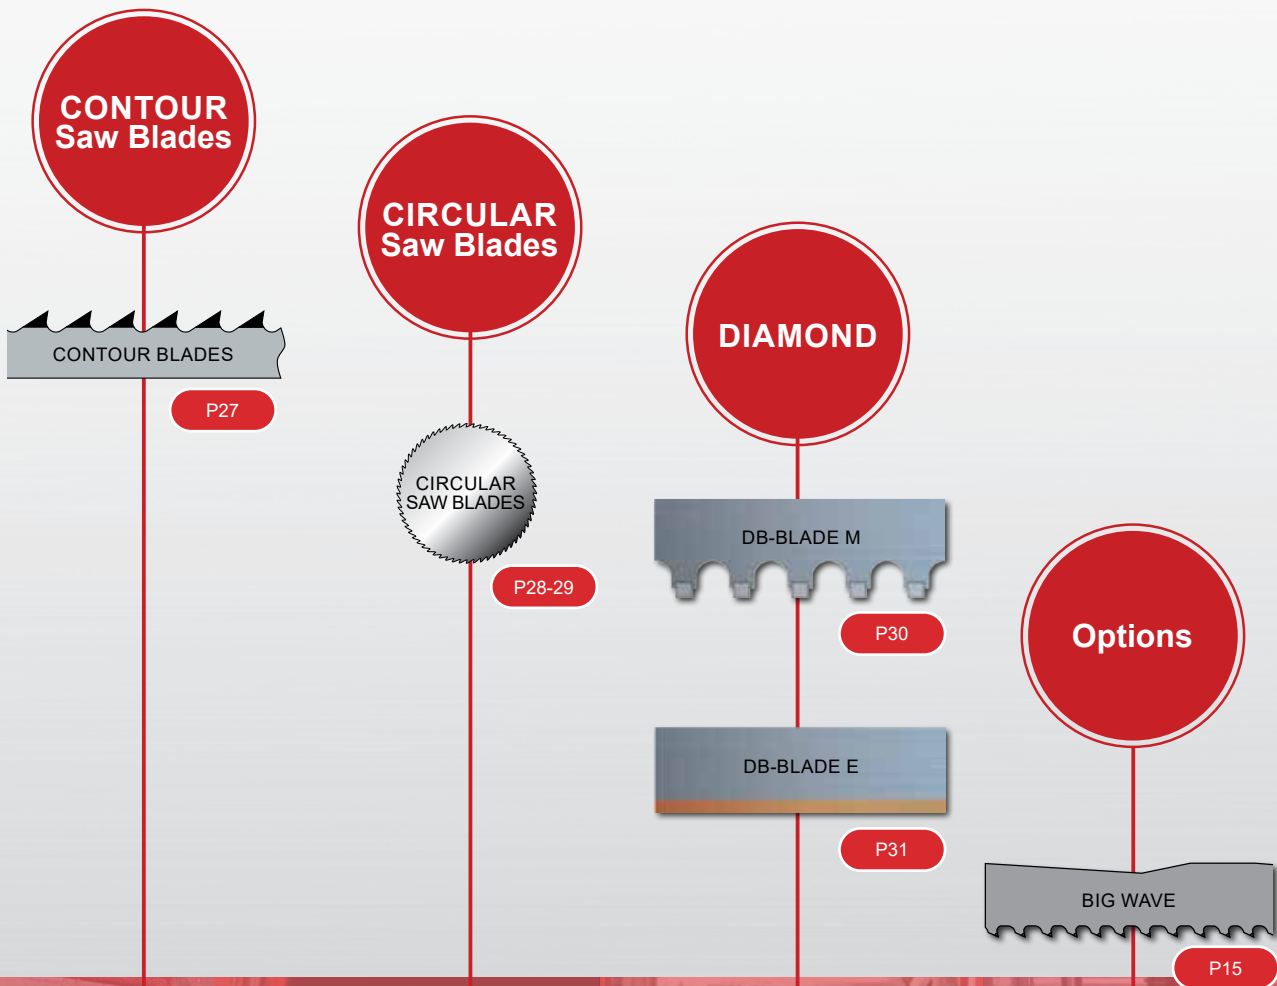 CONTOUR
Saw Blades
CONTOUR BLADES
P27
CIRCULAR
Saw Blades
CIRCULAR
SAW BLADES
P28-29
DIAMOND
DB-BLADE M
P30
DB-BLADE E
P31
Options
BIG WAVE
P15